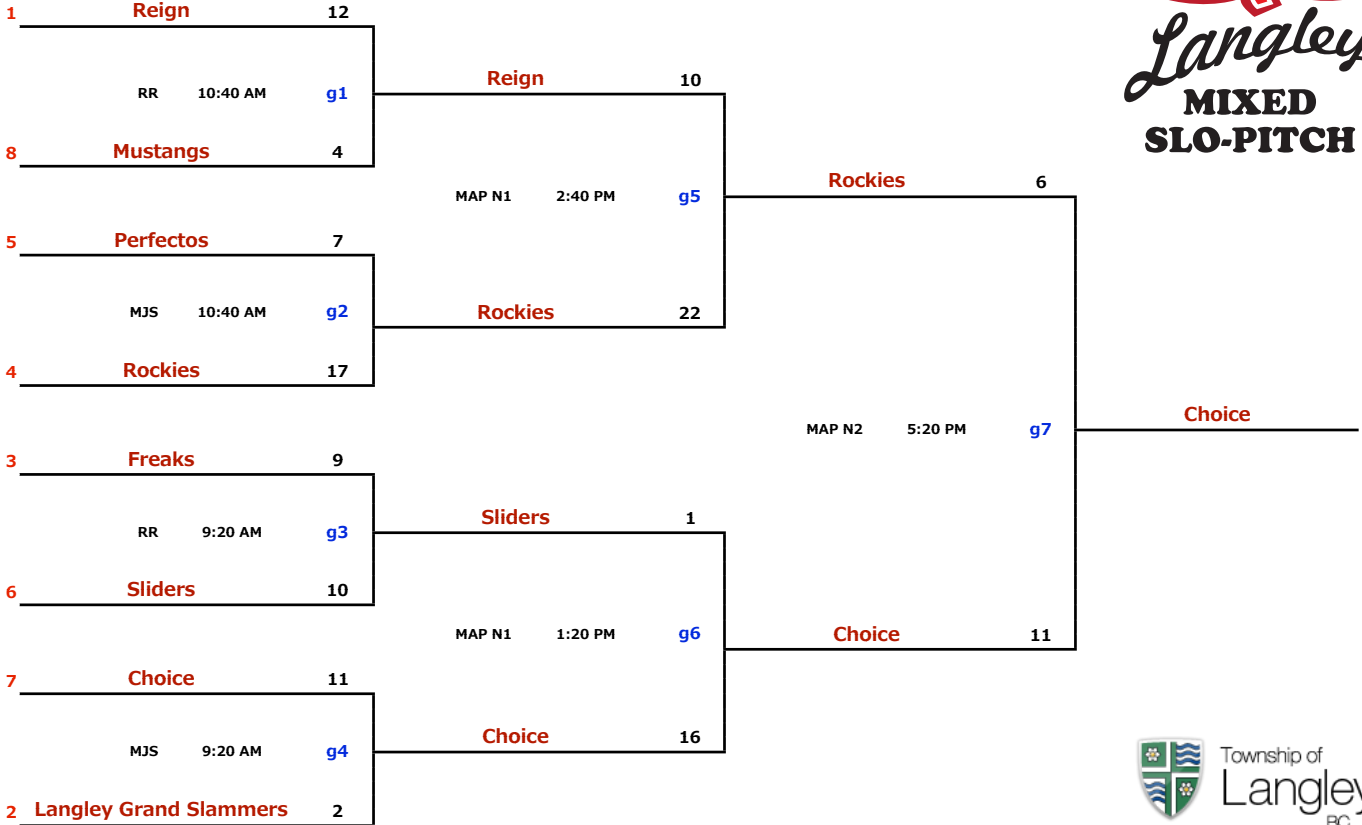 1 Reign 12
RR 10:40 AM g1
8 Mustangs 4
5 Perfectos 7
MJS 10:40 AM g2
4 Rockies 17
3 Freaks 9
RR 9:20 AM g3
6 Sliders 10
7 Choice 11
MJS 9:20 AM g4
2 Langley Grand Slammers 2
Reign 10
MAP N1 2:40 PM g5
Rockies 22
Sliders 1
MAP N1 1:20 PM g6
Choice 16
Rockies 6
MAP N2 5:20 PM g7
Choice 11
Choice
Langley
MIXED
SLO-PITCH
Township of
Langley
BC